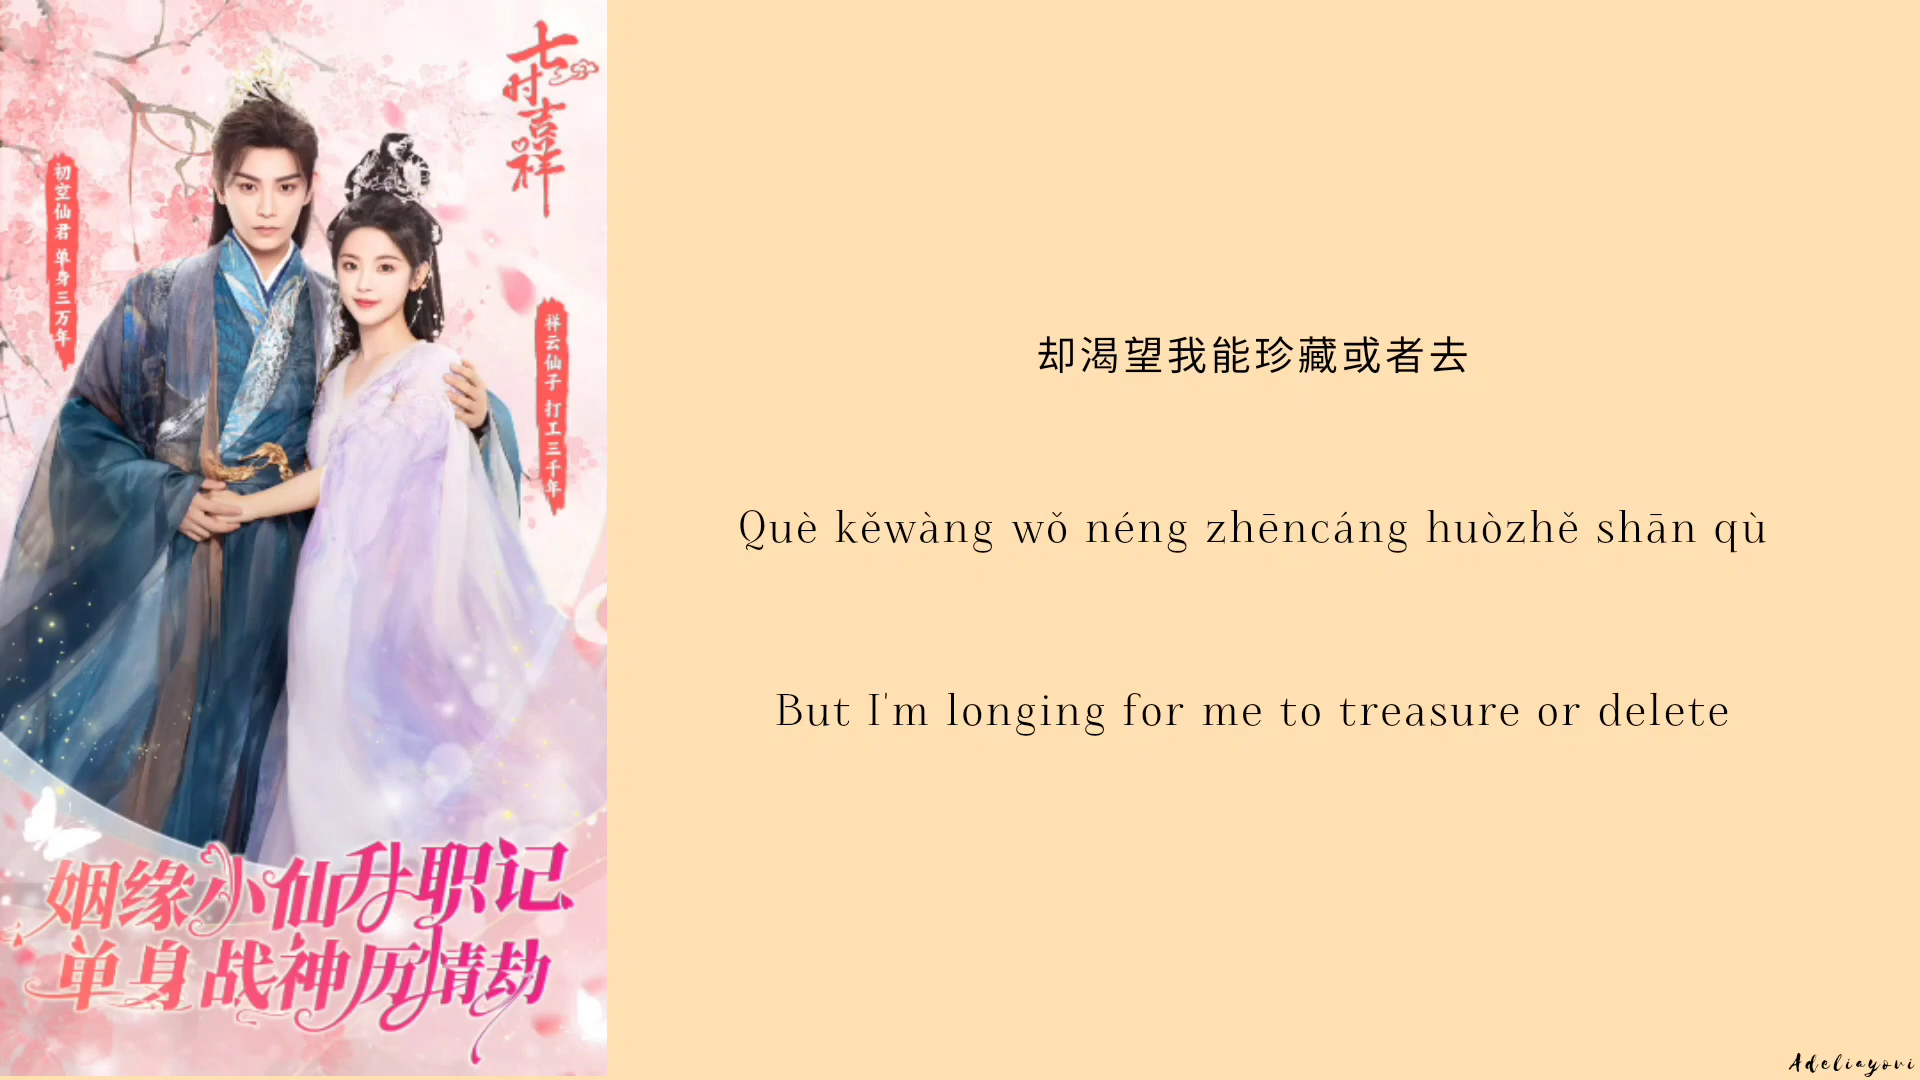 七时吉祥
初空仙君 单身三万年
祥云仙子 打工三千年
姻缘小仙升职记
单身战神历情劫
却渴望我能珍藏或者去
Què kěwàng wǒ néng zhēncáng huòzhě shān qù
But I'm longing for me to treasure or delete
Adeliayovi